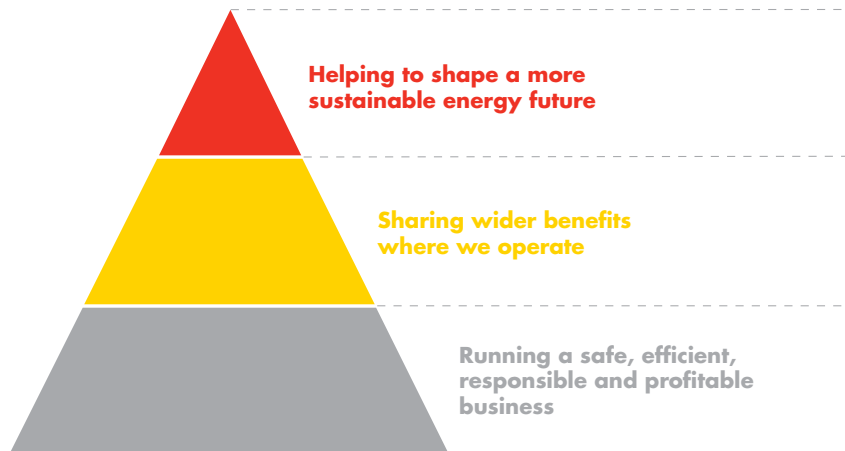 Helping to shape a more
sustainable energy future
Sharing wider benefits
where we operate
Running a safe, efficient,
responsible and profitable
business